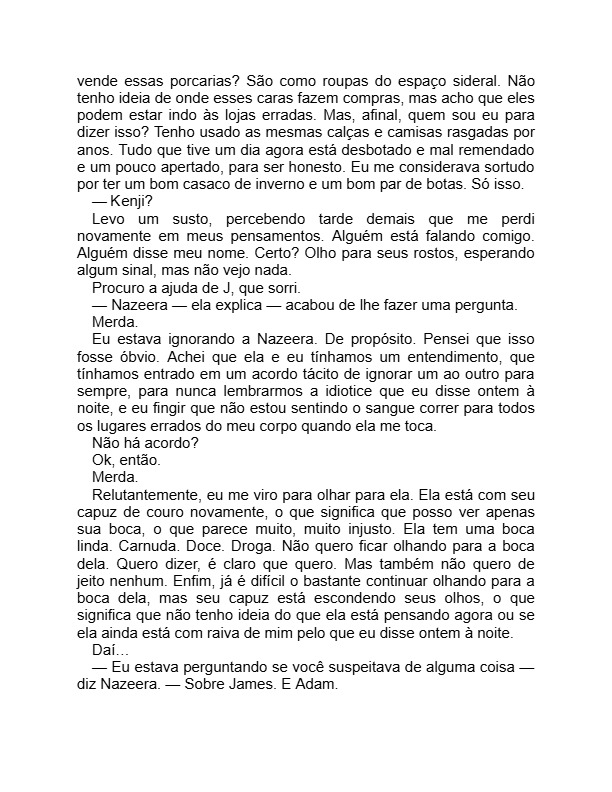 vende essas porcarias? São como roupas do espaço sideral. Não
tenho ideia de onde esses caras fazem compras, mas acho que eles
podem estar indo às lojas erradas. Mas, afinal, quem sou eu para
dizer isso? Tenho usado as mesmas calças e camisas rasgadas por
anos. Tudo que tive um dia agora está desbotado e mal remendado
e um pouco apertado, para ser honesto. Eu me considerava sortudo
por ter um bom casaco de inverno e um bom par de botas. Só isso.
— Kenji?
Levo um susto, percebendo tarde demais que me perdi
novamente em meus pensamentos. Alguém está falando comigo.
Alguém disse meu nome. Certo? Olho para seus rostos, esperando
algum sinal, mas não vejo nada.
Procuro a ajuda de J, que sorri.
— Nazeera — ela explica — acabou de lhe fazer uma pergunta.
Merda.
Eu estava ignorando a Nazeera. De propósito. Pensei que isso
fosse óbvio. Achei que ela e eu tínhamos um entendimento, que
tínhamos entrado em um acordo tácito de ignorar um ao outro para
sempre, para nunca lembrarmos a idiotice que eu disse ontem à
noite, e eu fingir que não estou sentindo o sangue correr para todos
os lugares errados do meu corpo quando ela me toca.
Não há acordo?
Ok, então.
Merda.
Relutantemente, eu me viro para olhar para ela. Ela está com seu
capuz de couro novamente, o que significa que posso ver apenas
sua boca, o que parece muito, muito injusto. Ela tem uma boca
linda. Carnuda. Doce. Droga. Não quero ficar olhando para a boca
dela. Quero dizer, é claro que quero. Mas também não quero de
jeito nenhum. Enfim, já é difícil o bastante continuar olhando para a
boca dela, mas seu capuz está escondendo seus olhos, o que
significa que não tenho ideia do que ela está pensando agora ou se
ela ainda está com raiva de mim pelo que eu disse ontem à noite.
Daí…
— Eu estava perguntando se você suspeitava de alguma coisa —
diz Nazeera. — Sobre James. E Adam.